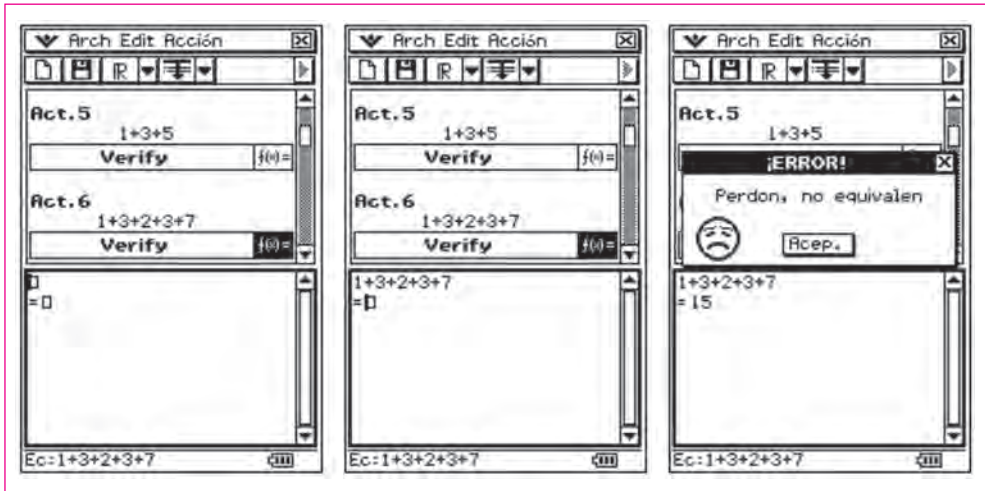 Arch Edit Acción
Act.5
1+3+5
Verify f(x)=
Act.6
1+3+2+3+7
Verify f(x)=
=
Ec:1+3+2+3+7
Arch Edit Acción
Act.5
1+3+5
Verify f(x)=
Act.6
1+3+2+3+7
Verify f(x)=
1+3+2+3+7
=
Ec:1+3+2+3+7
Arch Edit Acción
Act.5
1+3+5
¡ERROR!
Perdon, no equivalen
Acep.
1+3+2+3+7
=15
Ec:1+3+2+3+7